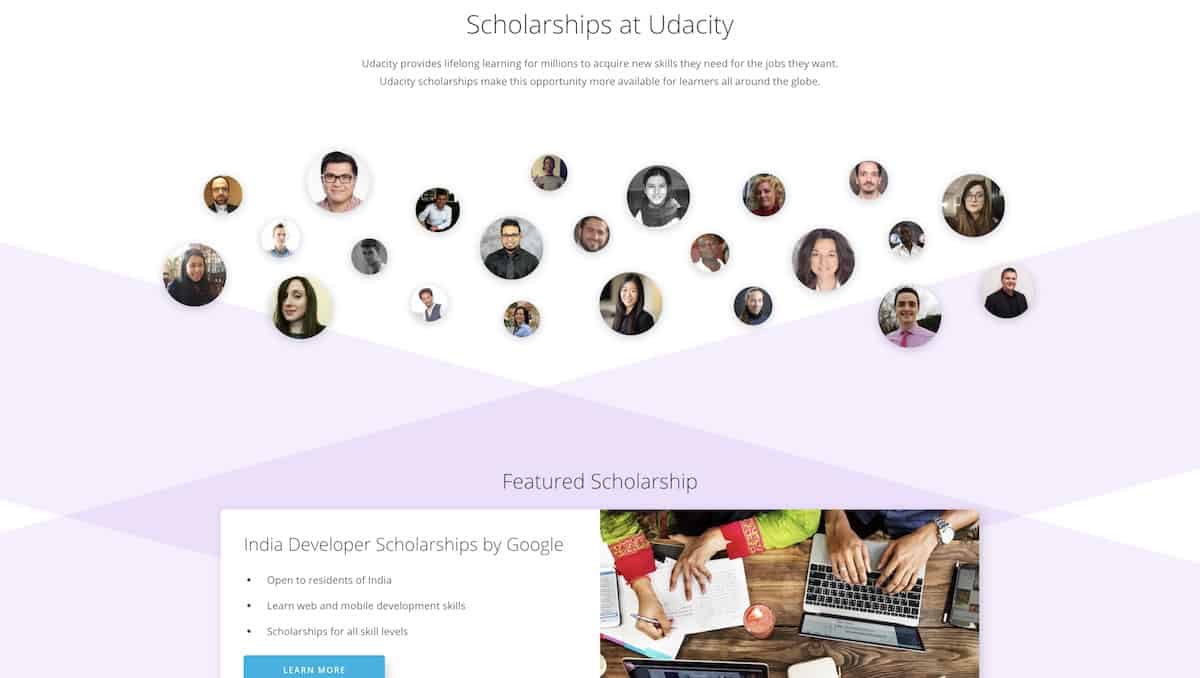 Scholarships at Udacity
Udacity provides lifelong learning for millions to acquire new skills they need for the jobs they want.
Udacity scholarships make this opportunity more available for learners all around the globe.
Featured Scholarship
India Developer Scholarships by Google
Open to residents of India
Learn web and mobile development skills
Scholarships for all skill levels
LEARN MORE